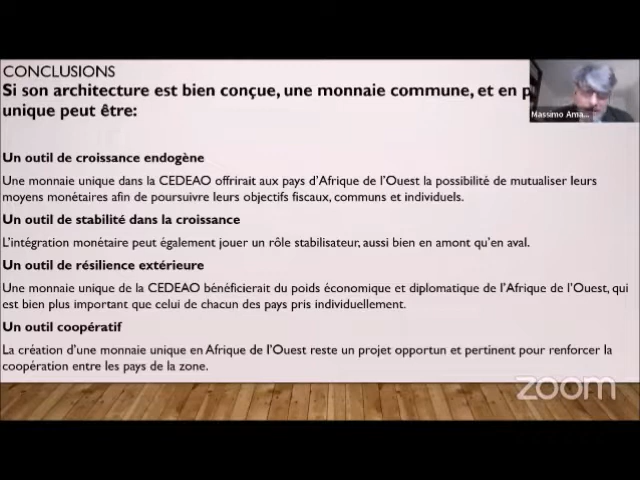 CONCLUSIONS
Si son architecture est bien conçue, une monnaie commune, et en
unique peut être:
Massimo Ama...
Un outil de croissance endogène
Une monnaie unique dans la CEDEAO offrirait aux pays d'Afrique de l'Ouest la possibilité de mutualiser leurs
moyens monétaires afin de poursuivre leurs objectifs fiscaux, communs et individuels.
Un outil de stabilité dans la croissance
L'intégration monétaire peut également jouer un rôle stabilisateur, aussi bien en amont qu'en aval.
Un outil de résilience extérieure
Une monnaie unique de la CEDEAO bénéficierait du poids économique et diplomatique de l'Afrique de l'Ouest, qui
est bien plus important que celui de chacun des pays pris individuellement.
Un outil coopératif
La création d'une monnaie unique en Afrique de l'Ouest reste un projet opportun et pertinent pour renforcer la
coopération entre les pays de la zone.
zoom